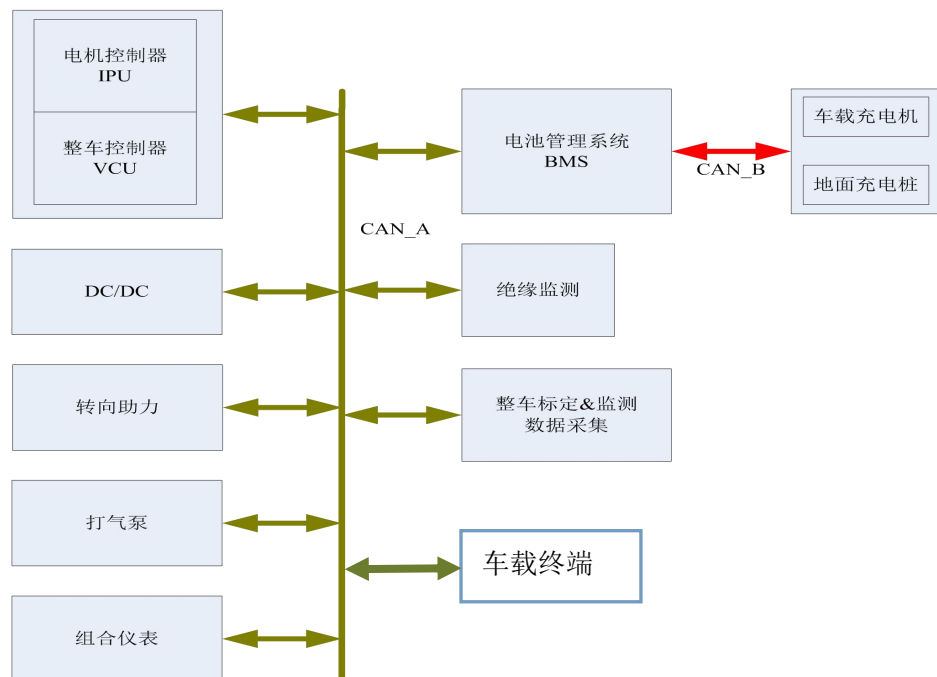 电机控制器
IPU
整车控制器
VCU
DC/DC
转向助力
打气泵
组合仪表
CAN_A
电池管理系统
BMS
CAN_B
车载充电机
地面充电桩
绝缘监测
整车标定&监测
数据采集
车载终端